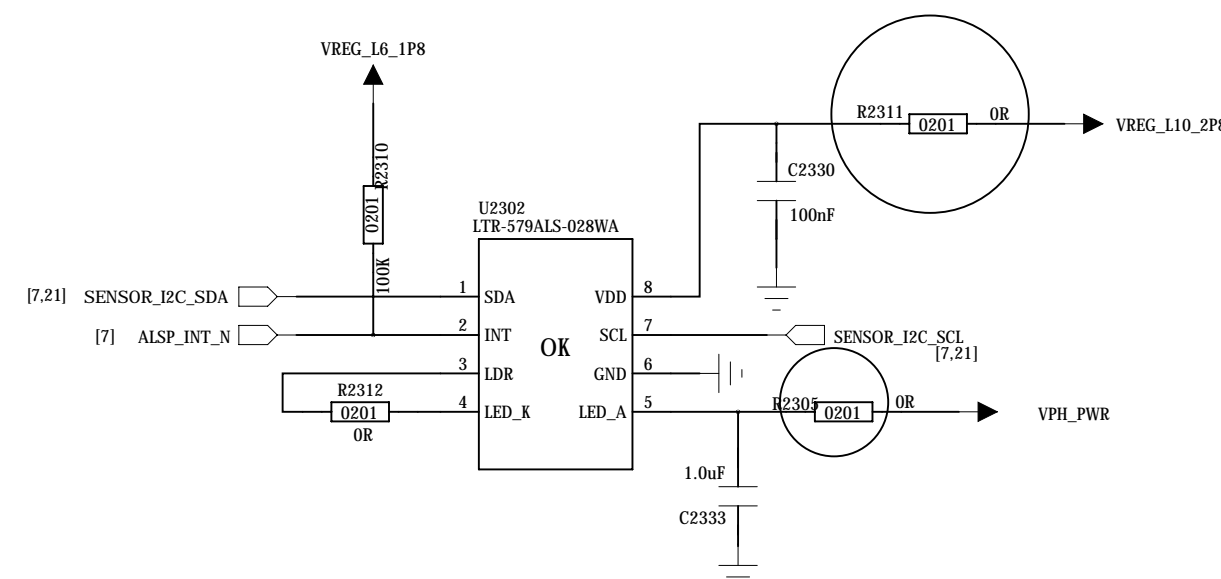 VREG_L6_1P8
R2310
0201
100K
R2311
0201
0R
VREG_L10_2P8
C2330
100nF
U2302
LTR-579ALS-028WA
[7,21] SENSOR_I2C_SDA
1 SDA
VDD 8
[7] ALSP_INT_N
2 INT
SCL 7
SENSOR_I2C_SCL
[7,21]
OK
3 LDR
GND 6
R2312
0201
0R
4 LED_K
LED_A 5
R2305
0201
0R
VPH_PWR
1.0uF
C2333